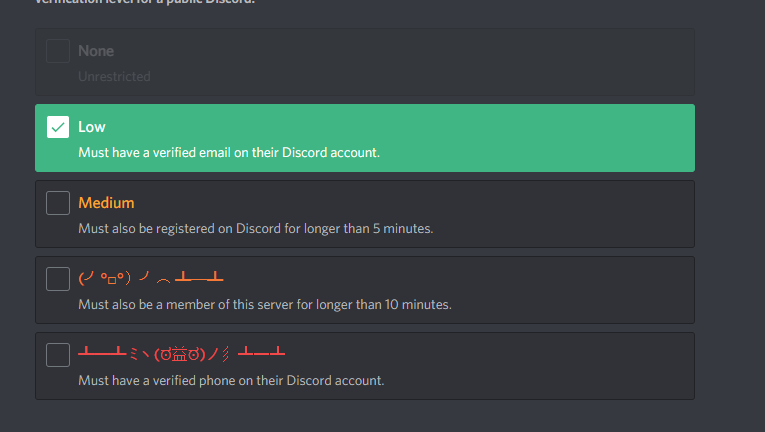 verification level for a public Discord.
None
Unrestricted
Low
Must have a verified email on their Discord account.
Medium
Must also be registered on Discord for longer than 5 minutes.
(╯°□°）╯︵ ┻━┻
Must also be a member of this server for longer than 10 minutes.
┻━┻ミヽ(ಠ益ಠ)ノ彡┻━┻
Must have a verified phone on their Discord account.